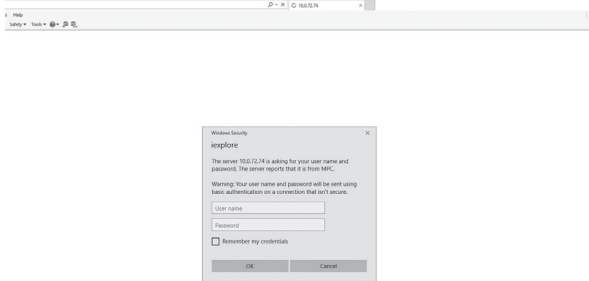 10.0.72.74
Help
Safety Tools
Windows Security
iexplore
The server 10.0.72.74 is asking for your user name and
password. The server reports that it is from MPC.
Warning: Your user name and password will be sent using
basic authentication on a connection that isn't secure.
User name
Password
Remember my credentials
OK Cancel